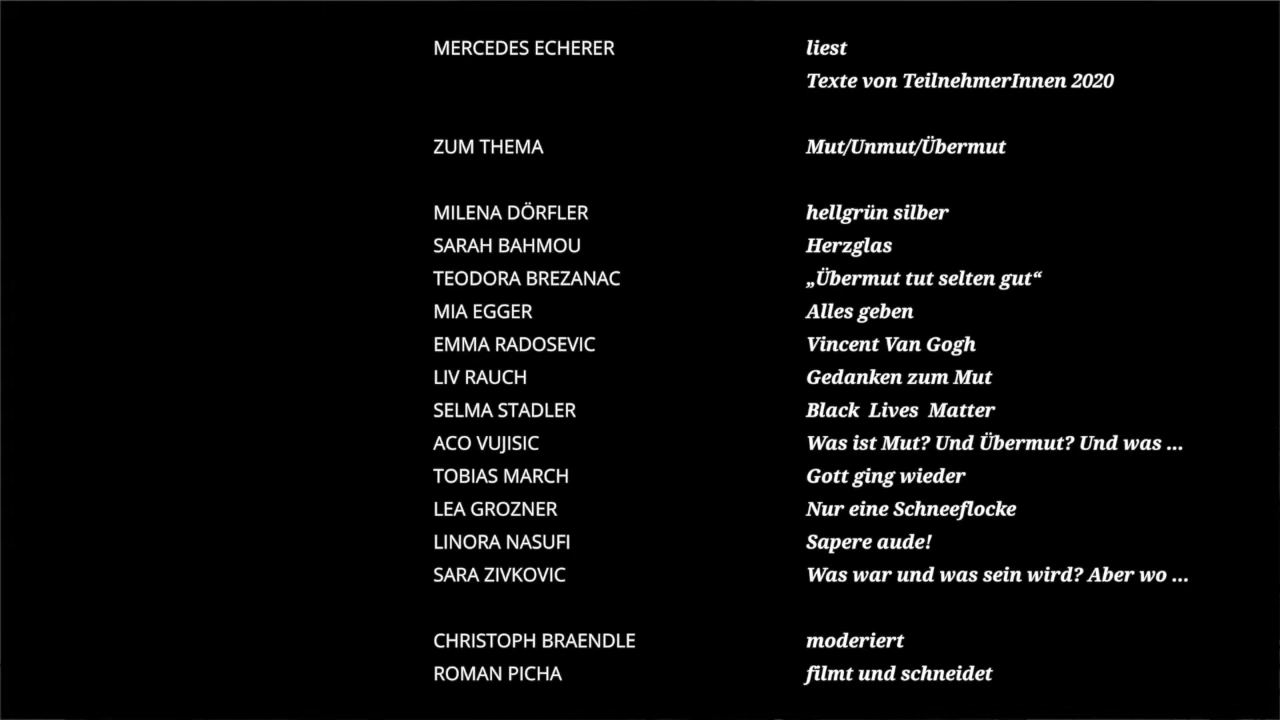 MERCEDES ECHERER liest
Texte von TeilnehmerInnen 2020
ZUM THEMA Mut/Unmut/Übermut
MILENA DÖRFLER hellgrün silber
SARAH BAHMOU Herzglas
TEODORA BREZANAC „Übermut tut selten gut“
MIA EGGER Alles geben
EMMA RADOSEVIC Vincent Van Gogh
LIV RAUCH Gedanken zum Mut
SELMA STADLER Black Lives Matter
ACO VUJISIC Was ist Mut? Und Übermut? Und was ...
TOBIAS MARCH Gott ging wieder
LEA GROZNER Nur eine Schneeflocke
LINORA NASUFI Sapere aude!
SARA ZIVKOVIC Was war und was sein wird? Aber wo ...
CHRISTOPH BRAENDLE moderiert
ROMAN PICHA filmt und schneidet